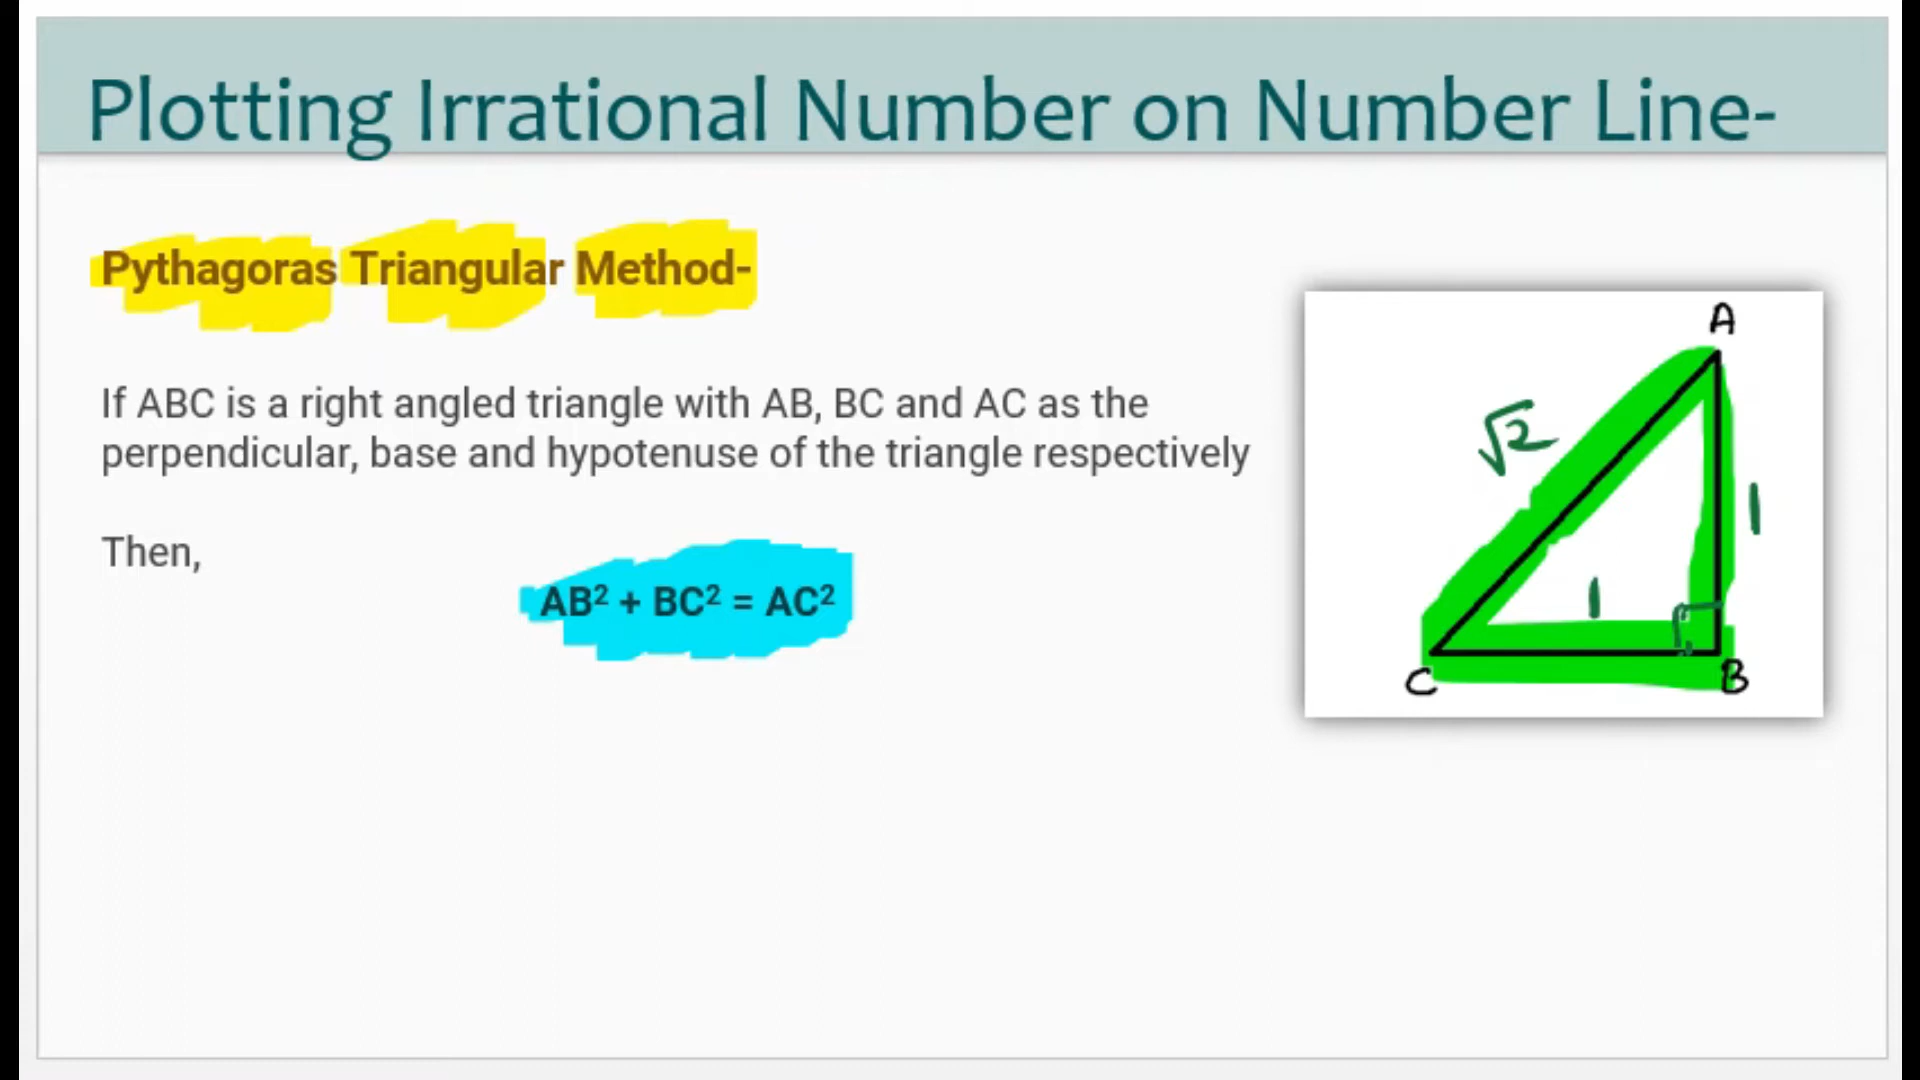 Plotting Irrational Number on Number Line-
Pythagoras Triangular Method-
If ABC is a right angled triangle with AB, BC and AC as the
perpendicular, base and hypotenuse of the triangle respectively
Then,
AB² + BC² = AC²
A
√2
1
1
C
B